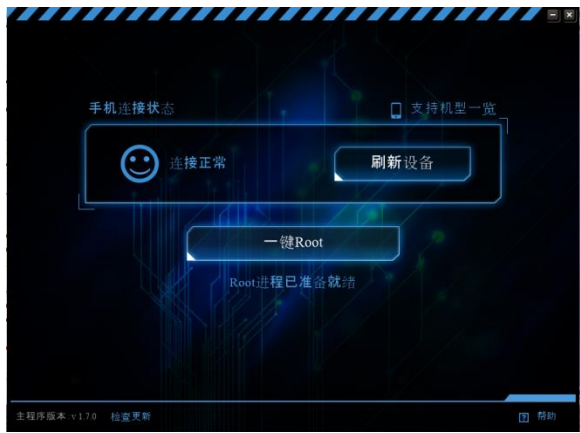 手机连接状态
支持机型一览
连接正常
刷新设备
一键Root
Root进程已准备就绪
主程序版本 v1.7.0 检查更新
帮助